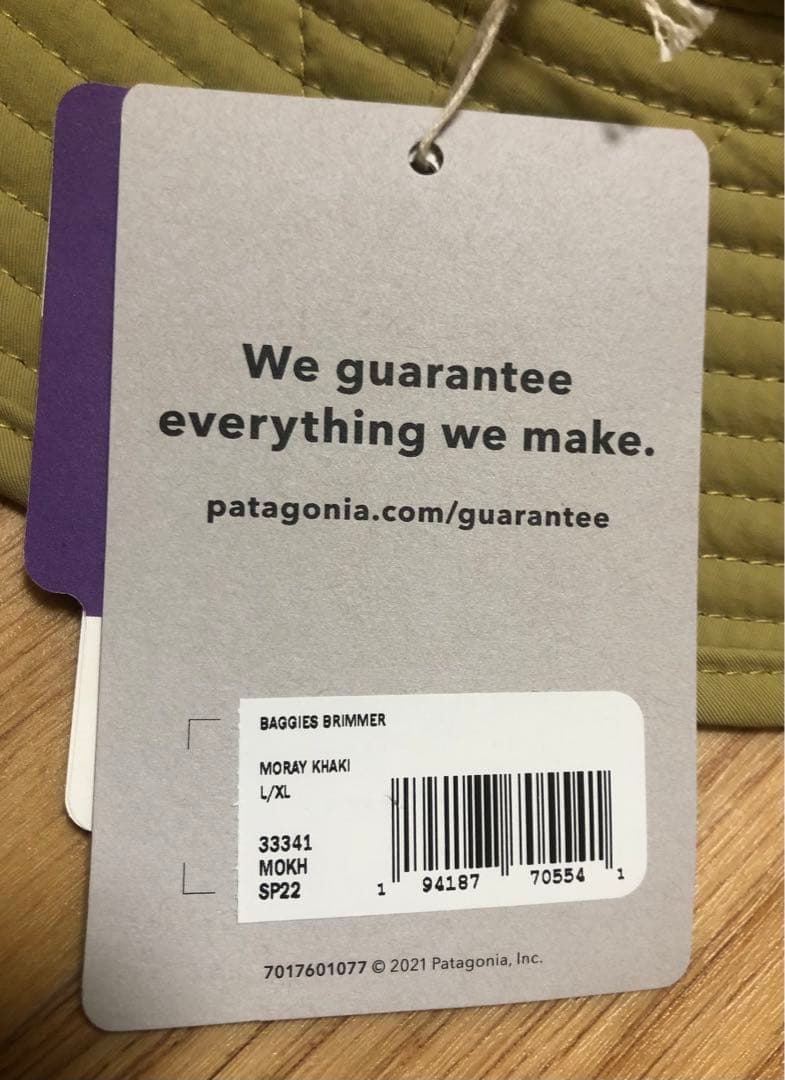 We guarantee
everything we make.
patagonia.com/guarantee
BAGGIES BRIMMER
MORAY KHAKI
L/XL
33341
MOKH
SP22
1 94187 70554 1
7017601077 © 2021 Patagonia, Inc.